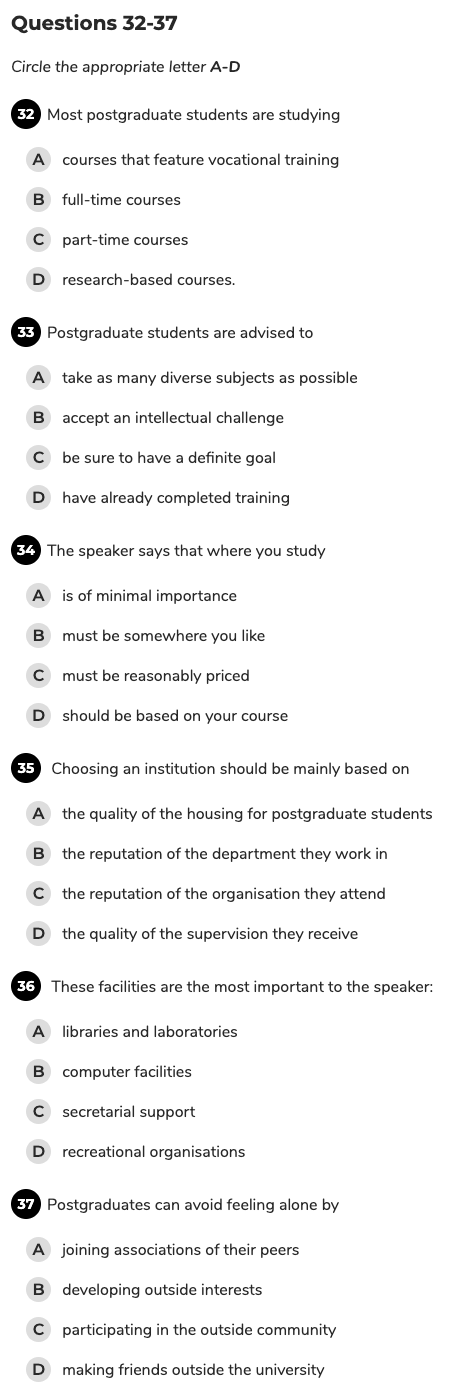 Questions 32-37
Circle the appropriate letter A-D
32 Most postgraduate students are studying
A courses that feature vocational training
B full-time courses
C part-time courses
D research-based courses.
33 Postgraduate students are advised to
A take as many diverse subjects as possible
B accept an intellectual challenge
C be sure to have a definite goal
D have already completed training
34 The speaker says that where you study
A is of minimal importance
B must be somewhere you like
C must be reasonably priced
D should be based on your course
35 Choosing an institution should be mainly based on
A the quality of the housing for postgraduate students
B the reputation of the department they work in
C the reputation of the organisation they attend
D the quality of the supervision they receive
36 These facilities are the most important to the speaker:
A libraries and laboratories
B computer facilities
C secretarial support
D recreational organisations
37 Postgraduates can avoid feeling alone by
A joining associations of their peers
B developing outside interests
C participating in the outside community
D making friends outside the university